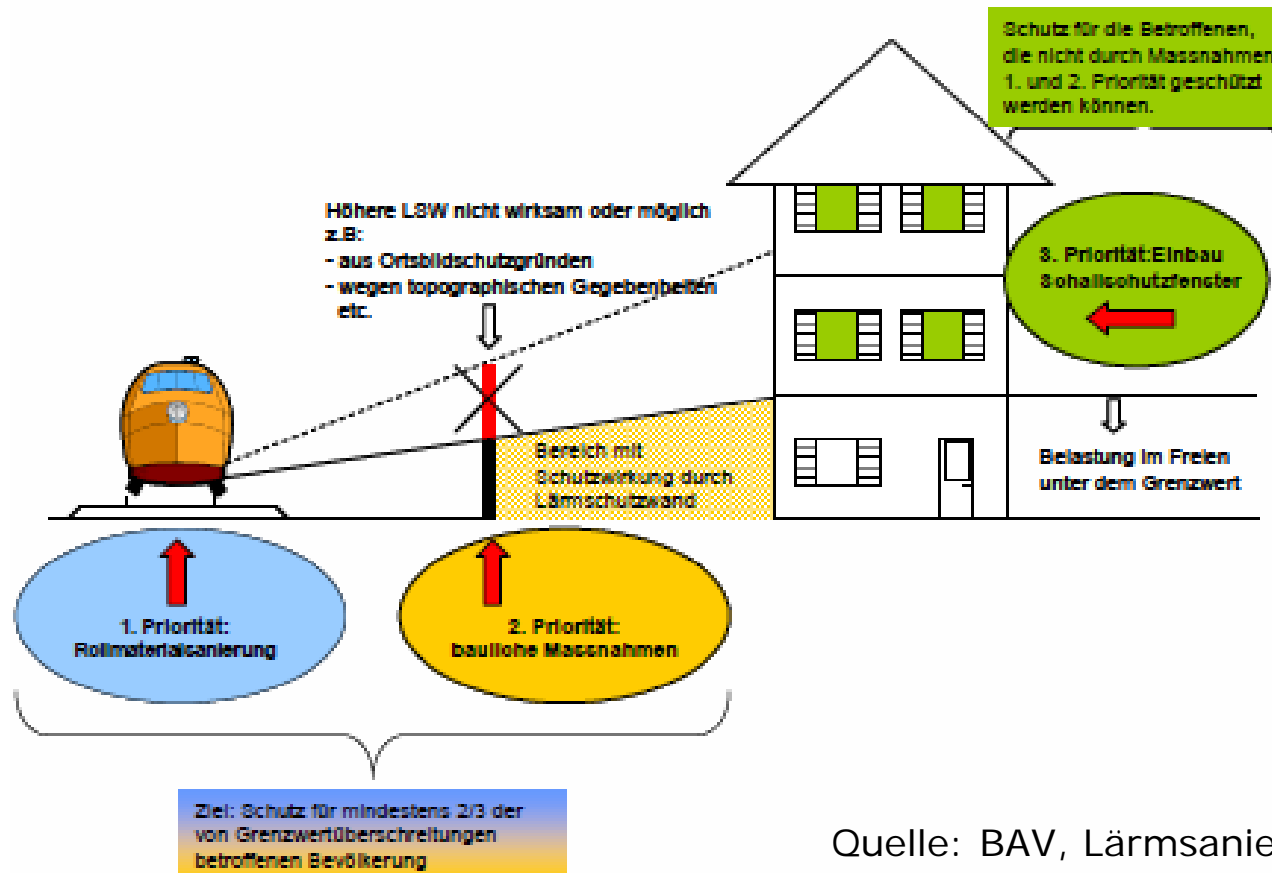 Schutz für die Betroffenen,
die nicht durch Massnahmen
1. und 2. Priorität geschützt
werden können.
Höhere LSW nicht wirksam oder möglich
z.B:
- aus Ortsbildschutzgründen
- wegen topographischen Gegebenheiten
etc.
3. Priorität:Einbau
Schallschutzfenster
Bereich mit
Schutzwirkung durch
Lärmschutzwand
Belastung im Freien
unter dem Grenzwert
1. Priorität:
Rollmaterialsanierung
2. Priorität:
bauliche Massnahmen
Ziel: Schutz für mindestens 2/3 der
von Grenzwertüberschreitungen
betroffenen Bevölkerung
Quelle: BAV, Lärmsanie